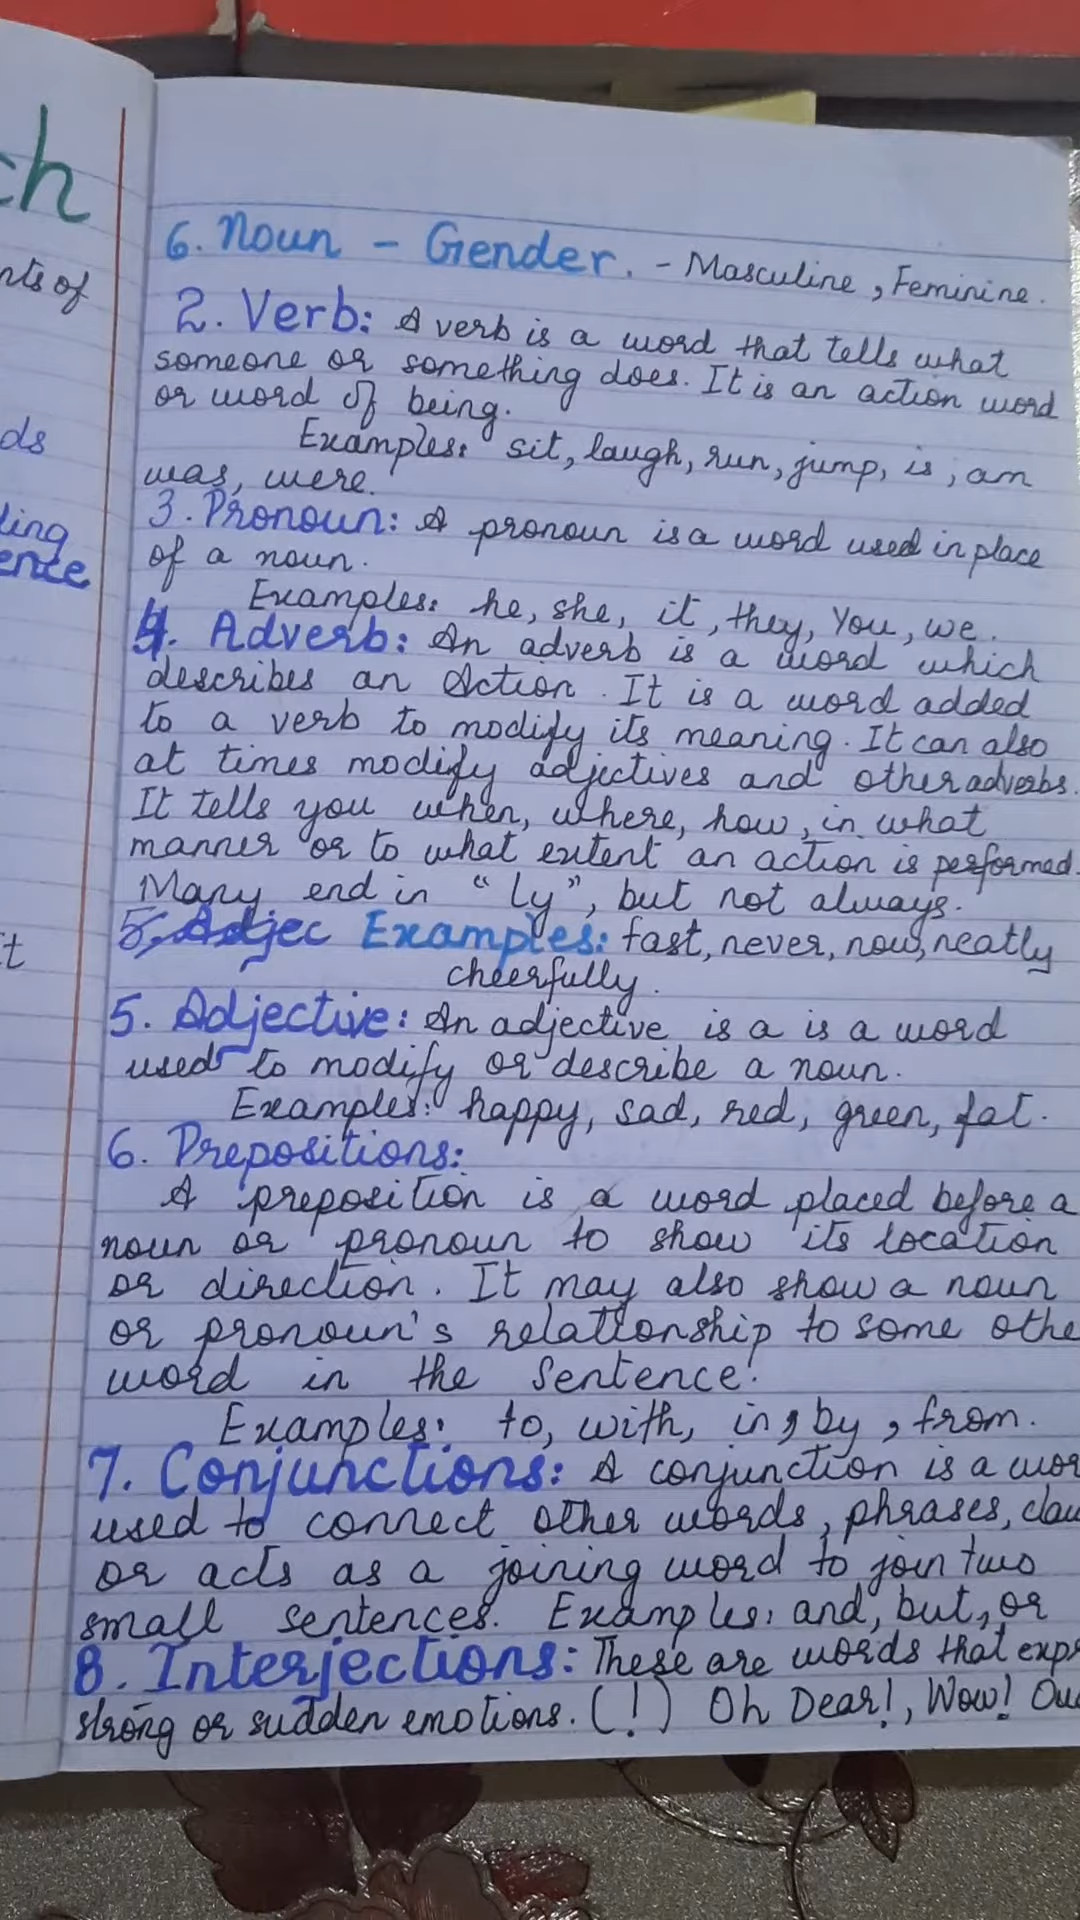 ch
nts of
ds
ding
ence
t
6. Noun - Gender. - Masculine, Feminine.
2. Verb: A verb is a word that tells what
someone or something does. It is an action word
or word of being.
Examples: sit, laugh, run, jump, is, am
was, were.
3. Pronoun: A pronoun is a word used in place
of a noun.
Examples: he, she, it, they, You, we.
4. Adverb: An adverb is a word which
describes an Action. It is a word added
to a verb to modify its meaning. It can also
at times modify adjectives and other adverbs.
It tells you when, where, how, in what
manner or to what extent an action is performed.
Many end in "ly", but not always.
5. Adjec Examples: fast, never, now, neatly
cheerfully.
5. Adjective: An adjective is a is a word
used to modify or describe a noun.
Examples: happy, sad, red, green, fat.
6. Prepositions:
A preposition is a word placed before a
noun or pronoun to show its location
or direction. It may also show a noun
or pronoun's relationship to some othe
word in the Sentence.
Examples: to, with, in, by, from.
7. Conjunctions: A conjunction is a wor
used to connect other words, phrases, clau
or acts as a joining word to join two
small sentences. Examples: and, but, or
8. Interjections: These are words that exp
strong or sudden emotions. (!) Oh Dear!, Wow! Ou